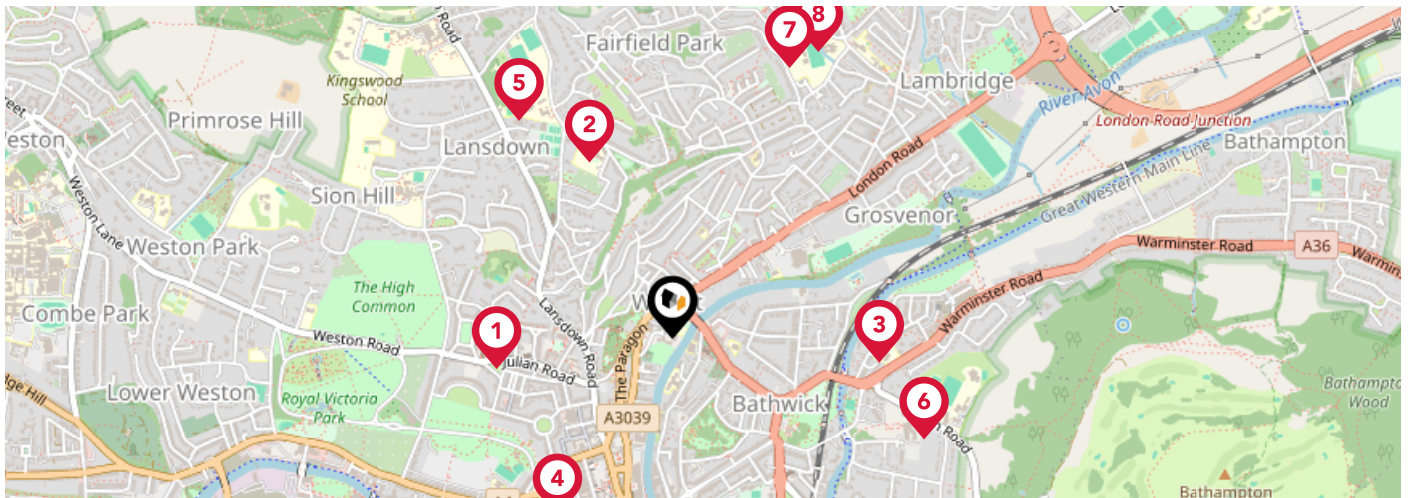 8
7
Road
Fairfield Park
Kingswood
School
5
Lambridge
River Avon
London Road Junction
Primrose Hill
2
Lansdown
Bathampton
London Road
Great Western Main Line
Weston Lane
Sion Hill
Grosvenor
Weston Park
Warminster Road
A36
The High
Common
Warminster Road
Combe Park
Lansdown Road
1
3
Weston Road
Julian Road
The Paragon
Lower Weston
Royal Victoria
Park
A3039
Bathwick
6
Road
Wood
4
Bathampton